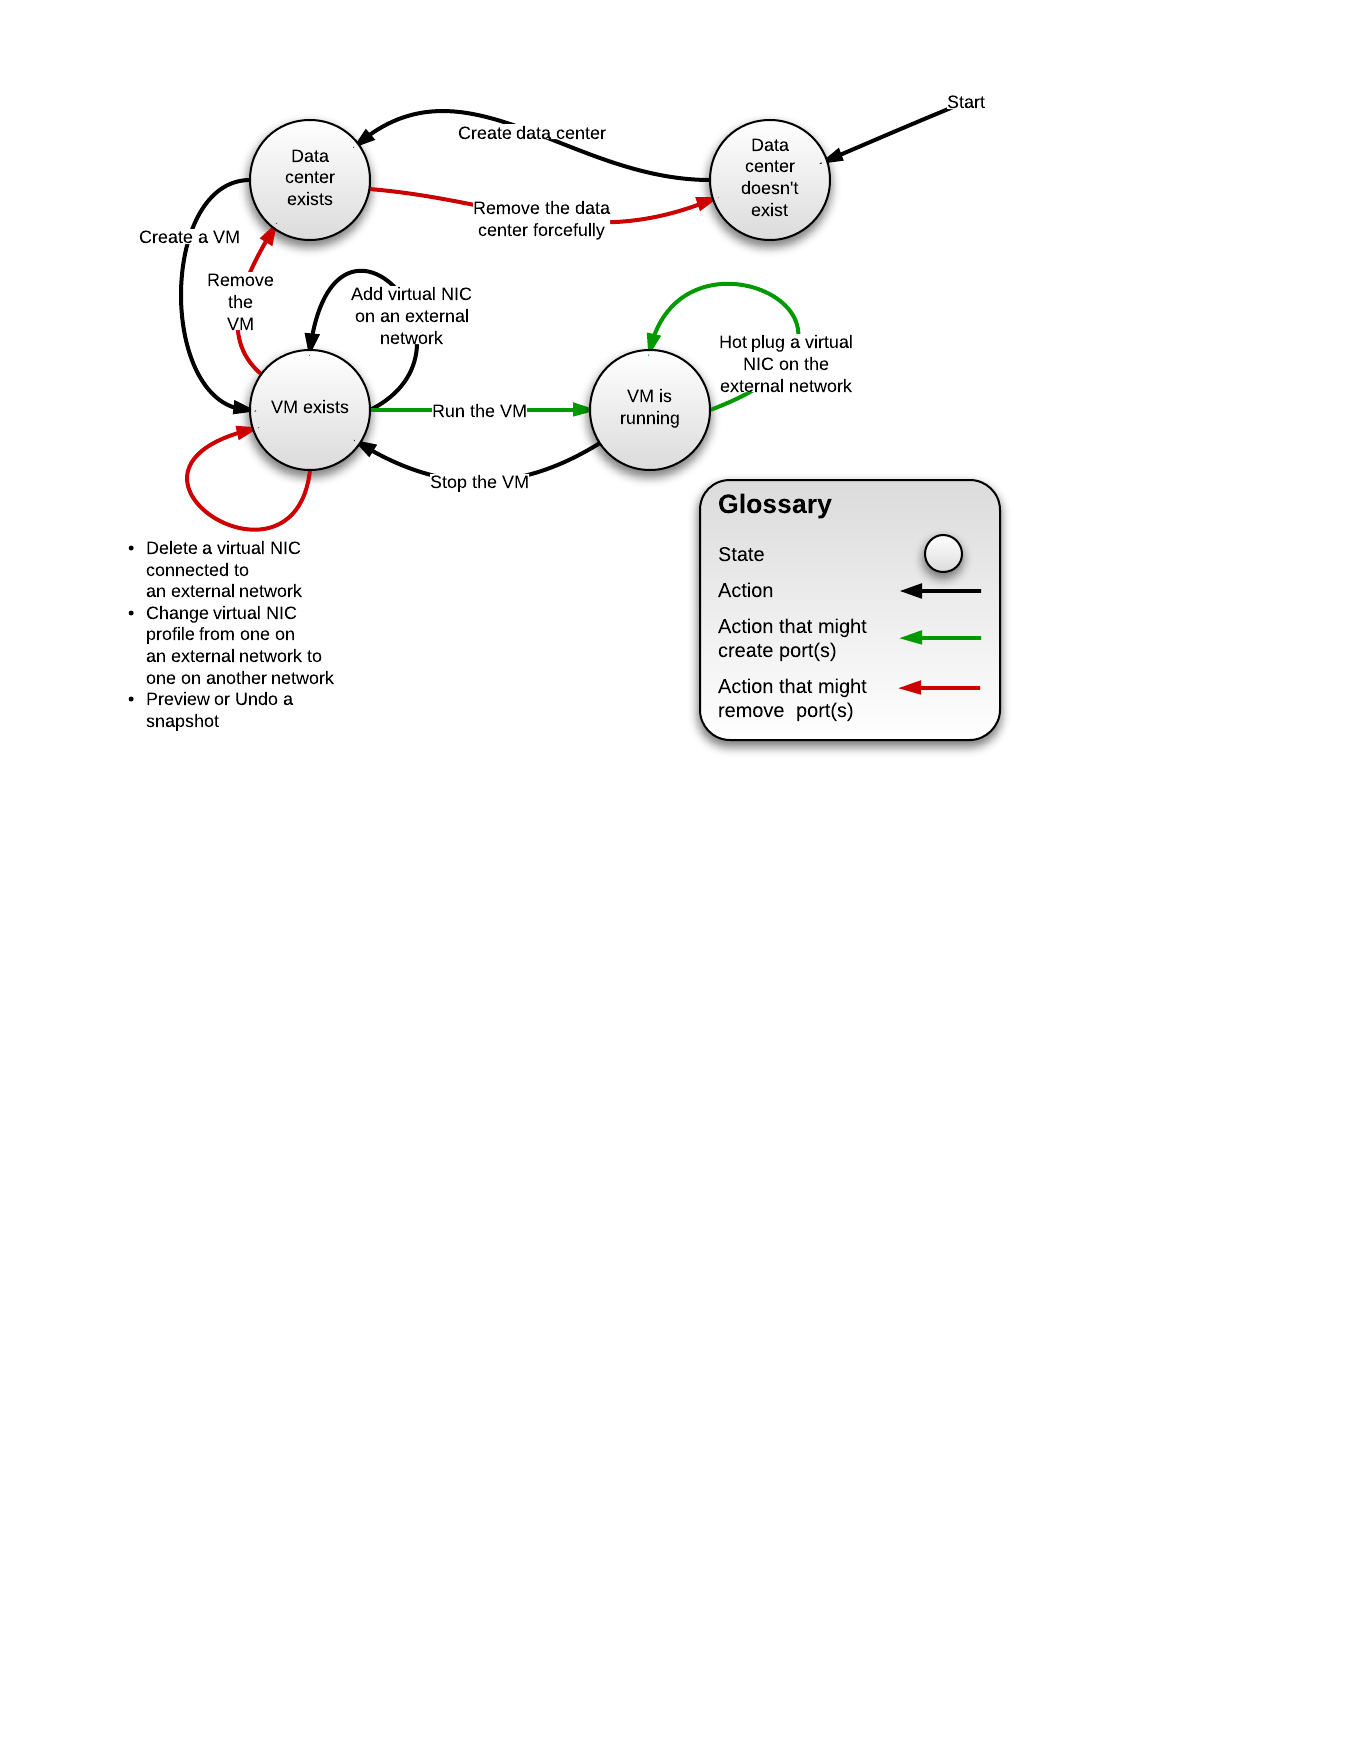 Start
Create data center
Data
center
exists
Data
center
doesn't
exist
Remove the data
center forcefully
Create a VM
Remove
the
VM
Add virtual NIC
on an external
network
Hot plug a virtual
NIC on the
external network
VM exists
Run the VM
VM is
running
Stop the VM
• Delete a virtual NIC
connected to
an external network
• Change virtual NIC
profile from one on
an external network to
one on another network
• Preview or Undo a
snapshot
Glossary
State
Action
Action that might
create port(s)
Action that might
remove port(s)